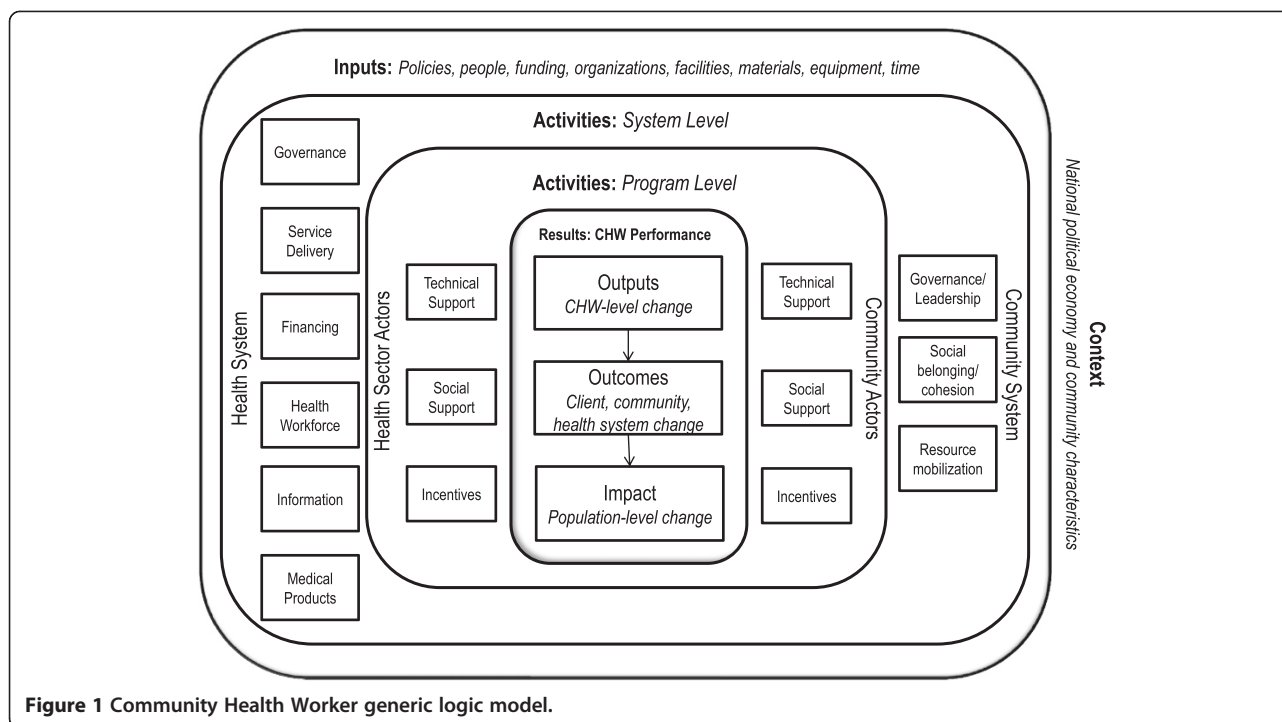 Inputs: Policies, people, funding, organizations, facilities, materials, equipment, time
Activities: System Level
Activities: Program Level
Results: CHW Performance
Health System
Governance
Service
Delivery
Financing
Health
Workforce
Information
Medical
Products
Health Sector Actors
Technical
Support
Social
Support
Incentives
Outputs
CHW-level change
Outcomes
Client, community,
health system change
Impact
Population-level change
Technical
Support
Social
Support
Incentives
Community Actors
Governance/
Leadership
Social
belonging/
cohesion
Resource
mobilization
Community System
Context
National political economy and community characteristics
Figure 1 Community Health Worker generic logic model.